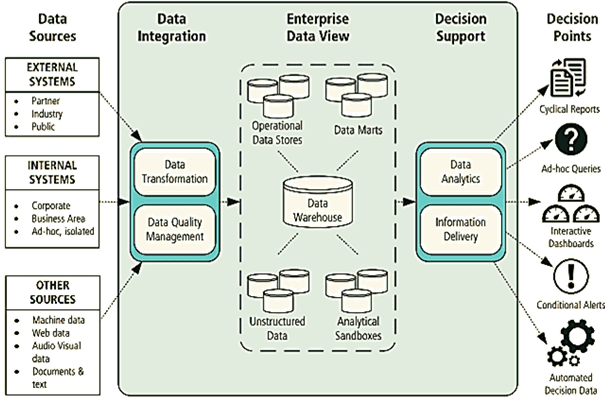 Data
Sources
Data
Integration
Enterprise
Data View
Decision
Support
Decision
Points
EXTERNAL
SYSTEMS
• Partner
• Industry
• Public
INTERNAL
SYSTEMS
• Corporate
• Business Area
• Ad-hoc, isolated
OTHER
SOURCES
• Machine data
• Web data
• Audio Visual
data
• Documents &
text
Data
Transformation
Data Quality
Management
Operational
Data Stores
Data Marts
Data
Warehouse
Unstructured
Data
Analytical
Sandboxes
Data
Analytics
Information
Delivery
Cyclical Reports
?
Ad-hoc Queries
Interactive
Dashboards
!
Conditional Alerts
Automated
Decision Data